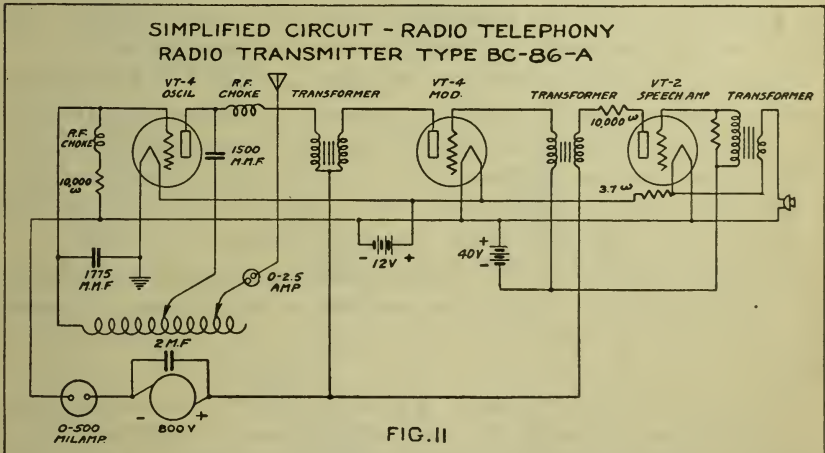 SIMPLIFIED CIRCUIT - RADIO TELEPHONY
RADIO TRANSMITTER TYPE BC-86-A
VT-4
OSCIL
R.F.
CHOKE
TRANSFORMER
VT-4
MOD.
TRANSFORMER
VT-2
SPEECH AMP
TRANSFORMER
R.F.
CHOKE
10,000
ω
1500
M.M.F
10,000 ω
3.7 ω
1775
M.M.F
0-2.5
AMP
- 12V +
40V
+
-
2 M.F
0-500
MILAMP.
- 800V +
FIG.11